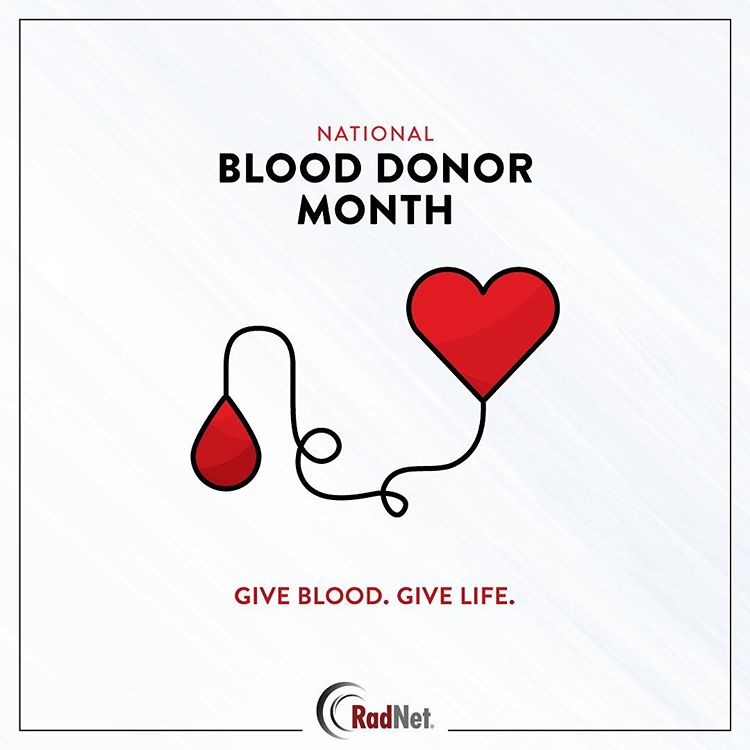 NATIONAL
BLOOD DONOR
MONTH
GIVE BLOOD. GIVE LIFE.
RadNet